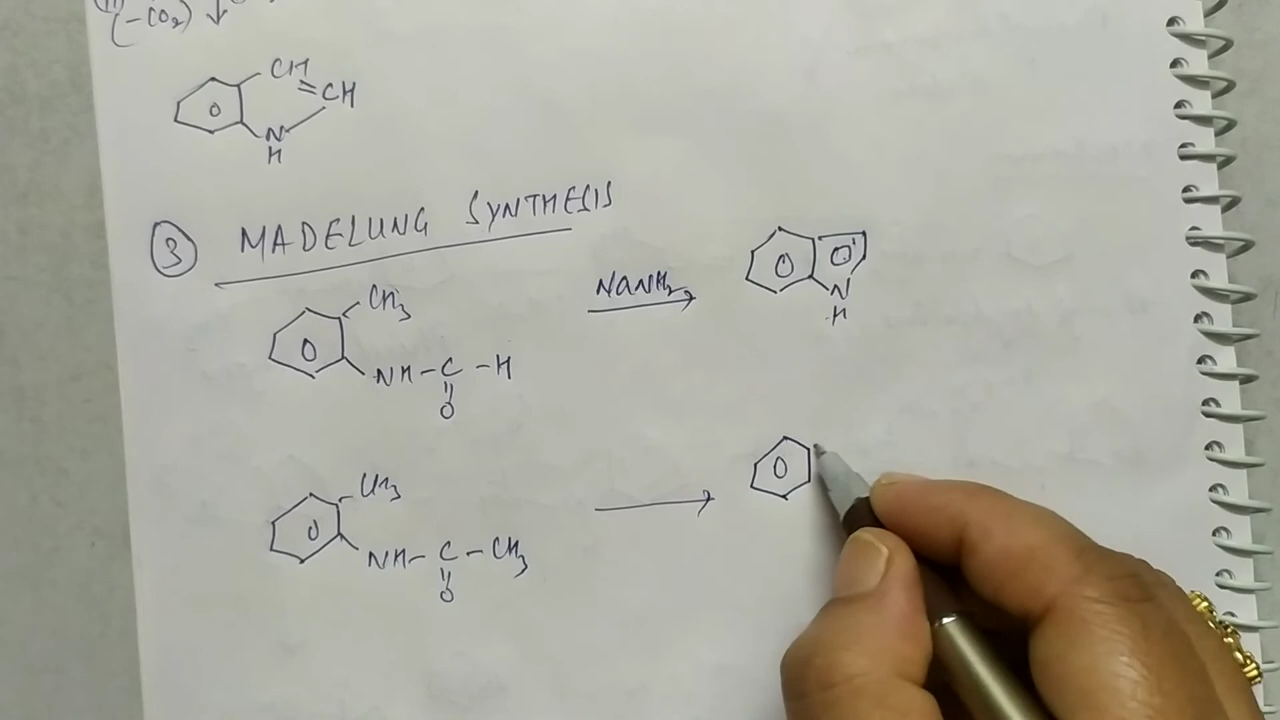 (-CO2) ↓
CH
=CH
N
H
3 MADELUNG SYNTHESIS
CH3
NaNH2
O
O
N
H
O
NH-C-H
O
CH3
O
O
NH-C-CH3
O